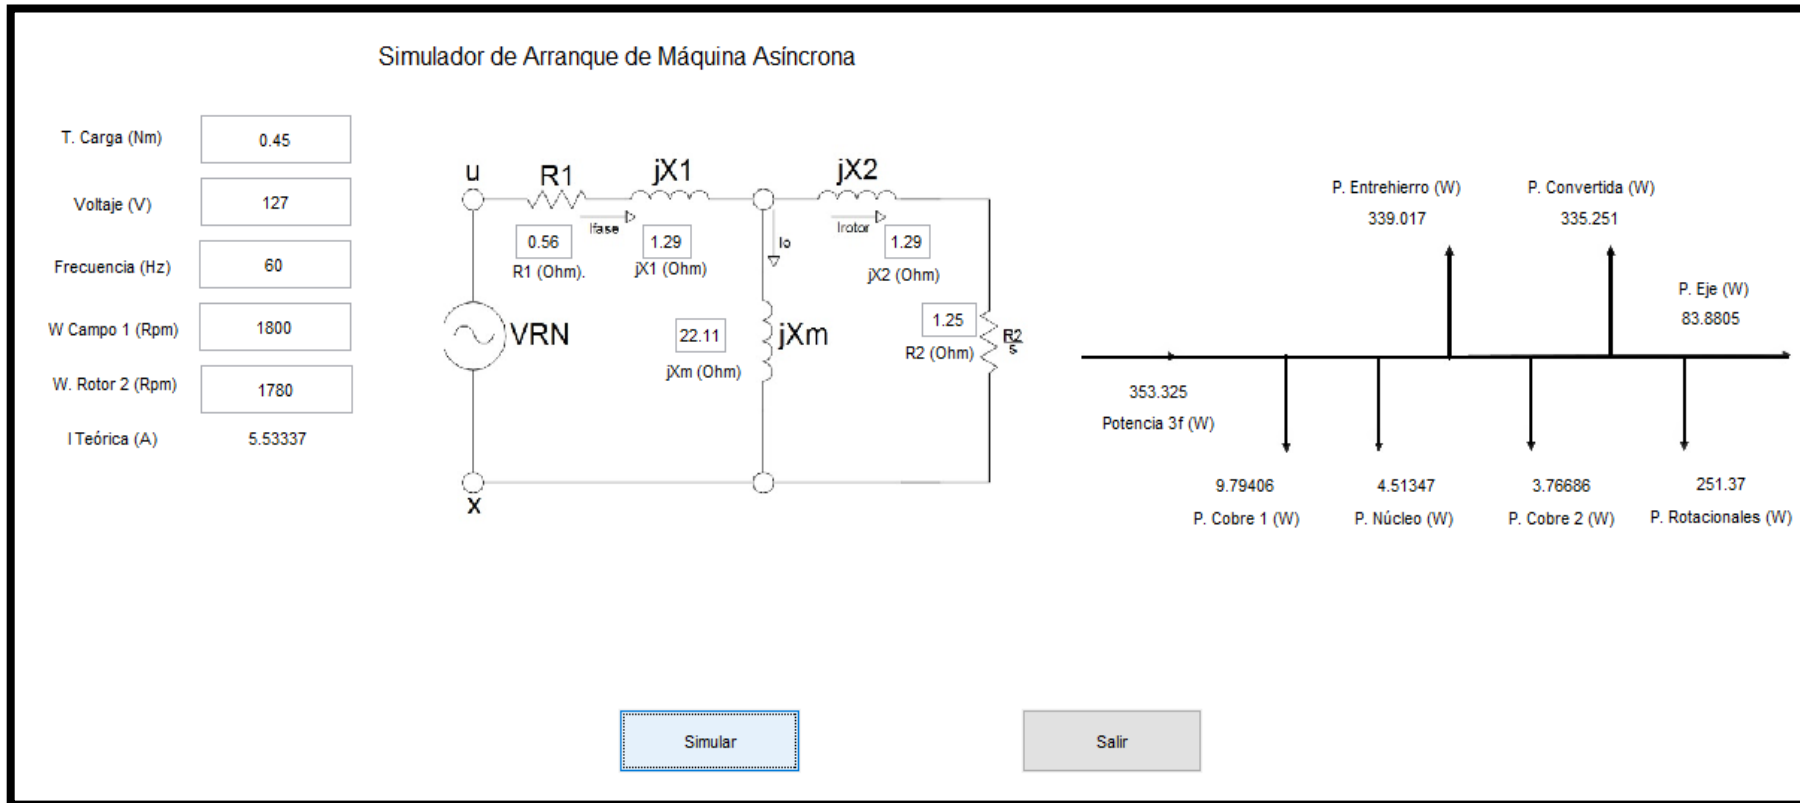 Simulador de Arranque de Máquina Asíncrona
T. Carga (Nm)
0.45
Voltaje (V)
127
Frecuencia (Hz)
60
W Campo 1 (Rpm)
1800
W. Rotor 2 (Rpm)
1780
I Teórica (A)
5.53337
u
R1
jX1
jX2
Ifase
Io
Irotor
0.56
R1 (Ohm).
1.29
jX1 (Ohm)
1.29
jX2 (Ohm)
VRN
22.11
jXm (Ohm)
jXm
1.25
R2 (Ohm)
R2
s
x
P. Entrehierro (W)
339.017
P. Convertida (W)
335.251
P. Eje (W)
83.8805
353.325
Potencia 3f (W)
9.79406
P. Cobre 1 (W)
4.51347
P. Núcleo (W)
3.76686
P. Cobre 2 (W)
251.37
P. Rotacionales (W)
Simular
Salir